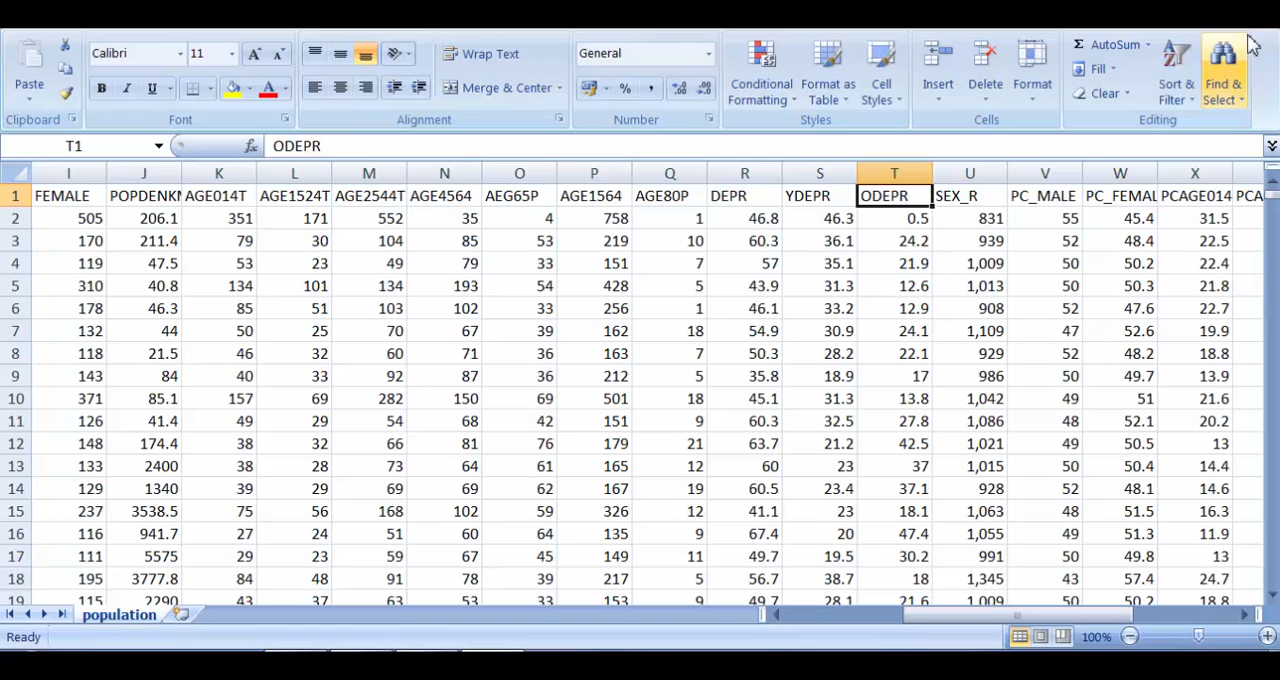 Calibri 11 Wrap Text General AutoSum
Fill
Paste B I U Merge & Center % , Conditional Formatting Format as Table Cell Styles Insert Delete Format Clear Sort & Filter Find & Select
Clipboard Font Alignment Number Styles Cells Editing
T1 fx ODEPR
I J K L M N O P Q R S T U V W X
1 FEMALE POPDENKM AGE014T AGE1524T AGE2544T AGE4564 AEG65P AGE1564 AGE80P DEPR YDEPR ODEPR SEX_R PC_MALE PC_FEMAL PCAGE014 PCA
2 505 206.1 351 171 552 35 4 758 1 46.8 46.3 0.5 831 55 45.4 31.5
3 170 211.4 79 30 104 85 53 219 10 60.3 36.1 24.2 939 52 48.4 22.5
4 119 47.5 53 23 49 79 33 151 7 57 35.1 21.9 1,009 50 50.2 22.4
5 310 40.8 134 101 134 193 54 428 5 43.9 31.3 12.6 1,013 50 50.3 21.8
6 178 46.3 85 51 103 102 33 256 1 46.1 33.2 12.9 908 52 47.6 22.7
7 132 44 50 25 70 67 39 162 18 54.9 30.9 24.1 1,109 47 52.6 19.9
8 118 21.5 46 32 60 71 36 163 7 50.3 28.2 22.1 929 52 48.2 18.8
9 143 84 40 33 92 87 36 212 5 35.8 18.9 17 986 50 49.7 13.9
10 371 85.1 157 69 282 150 69 501 18 45.1 31.3 13.8 1,042 49 51 21.6
11 126 41.4 49 29 54 68 42 151 9 60.3 32.5 27.8 1,086 48 52.1 20.2
12 148 174.4 38 32 66 81 76 179 21 63.7 21.2 42.5 1,021 49 50.5 13
13 133 2400 38 28 73 64 61 165 12 60 23 37 1,015 50 50.4 14.4
14 129 1340 39 29 69 69 62 167 19 60.5 23.4 37.1 928 52 48.1 14.6
15 237 3538.5 75 56 168 102 59 326 12 41.1 23 18.1 1,063 48 51.5 16.3
16 116 941.7 27 24 51 60 64 135 9 67.4 20 47.4 1,055 49 51.3 11.9
17 111 5575 29 23 59 67 45 149 11 49.7 19.5 30.2 991 50 49.8 13
18 195 3777.8 84 48 91 78 39 217 5 56.7 38.7 18 1,345 43 57.4 24.7
19 115 2290 43 37 63 53 33 153 9 49.7 28.1 21.6 1,009 50 50.2 18.8
population
Ready 100%